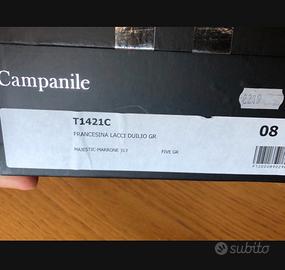 Campanile
T1421C
FRANCESINA LACCI DUILIO GR
MAJESTIC-MARRONE 317 FIVE GR
08
subito